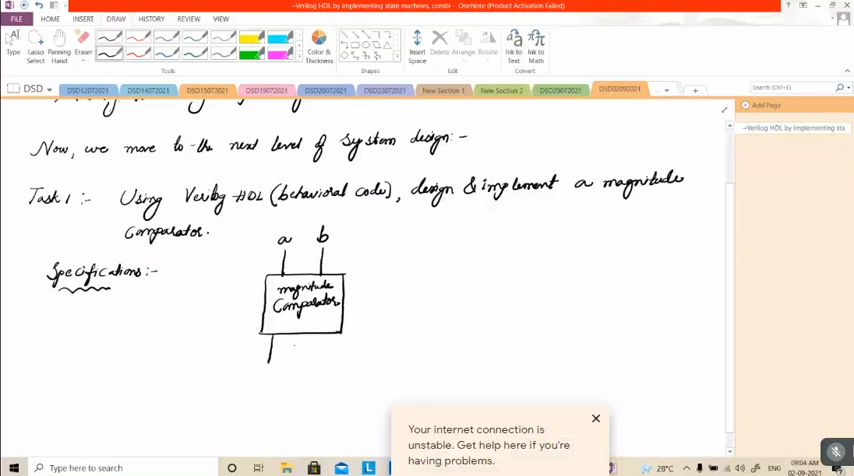 ~Verilog HDL by implementing state machines, combi - OneNote (Product Activation Failed)
FILE HOME INSERT DRAW HISTORY REVIEW VIEW
Type Lasso Select Panning Hand Eraser Insert Space Delete Arrange Rotate Ink to Text Ink to Math
Tools Shapes Edit Convert
DSD DSD12072021 DSD14072021 DSD15072021 DSD19072021 DSD20072021 DSD22072021 New Section 1 New Section 2 DSD29072021 DSD02092021 Search (Ctrl+E)
Add Page
~Verilog HDL by implementing sta
Now, we move to the next level of system design:-
Task 1 :- Using Verilog HDL (behavioral code), design & implement a magnitude
Comparator.
a b
Specifications:-
magnitude
Comparator
Your internet connection is
unstable. Get help here if you're
having problems.
Type here to search
28°C ENG 09:04 AM
02-09-2021